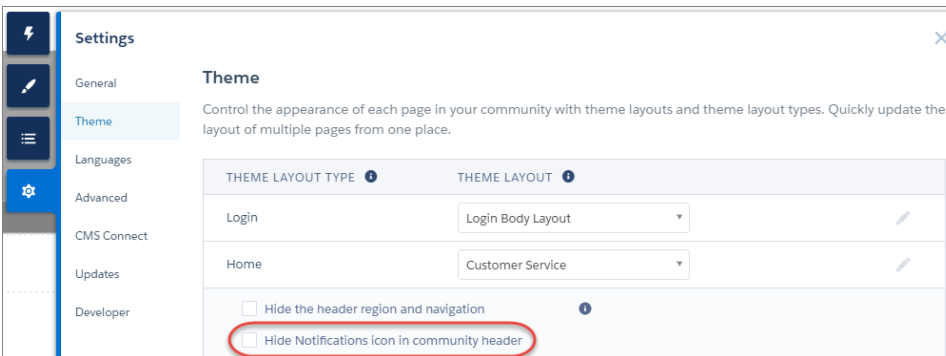 Settings
General
Theme
Languages
Advanced
CMS Connect
Updates
Developer
Theme
Control the appearance of each page in your community with theme layouts and theme layout types. Quickly update the
layout of multiple pages from one place.
THEME LAYOUT TYPE THEME LAYOUT
Login Login Body Layout
Home Customer Service
Hide the header region and navigation
Hide Notifications icon in community header